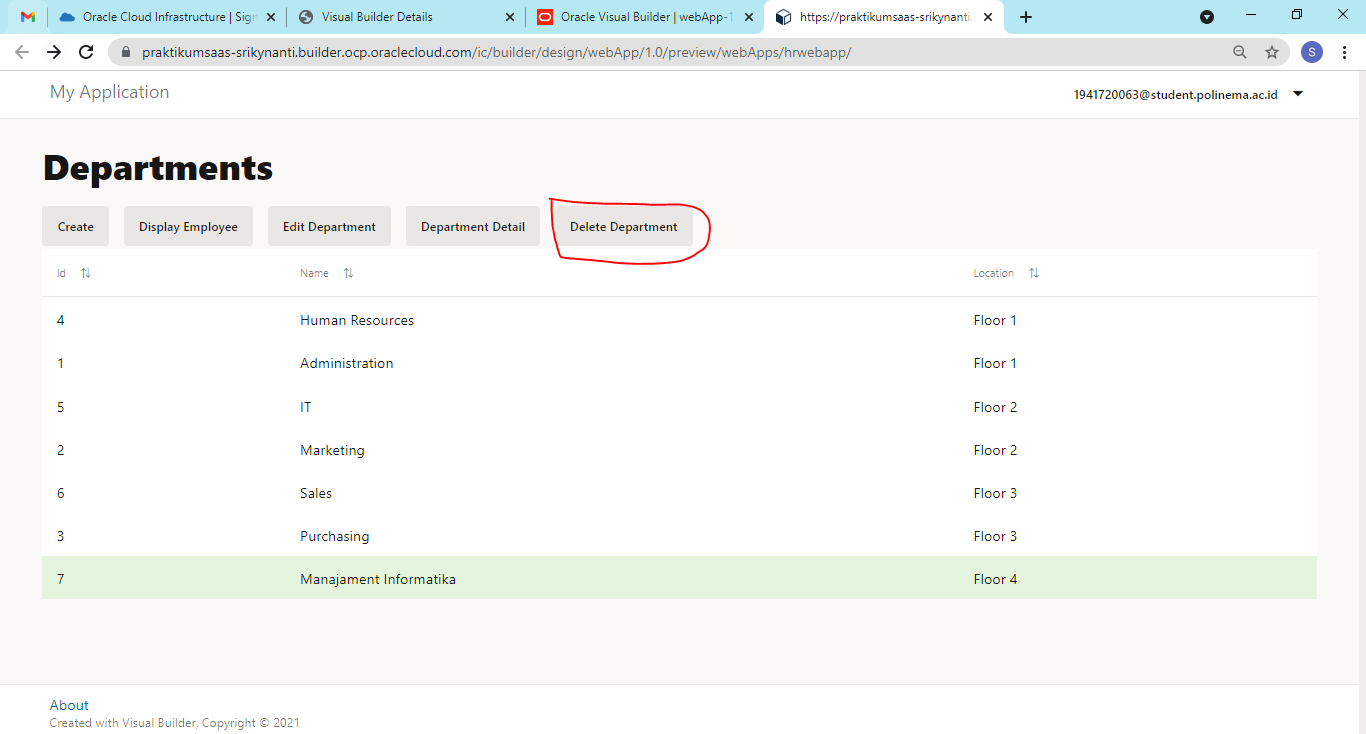 Oracle Cloud Infrastructure | Sign
Visual Builder Details
Oracle Visual Builder | webApp-1
https://praktikumsaas-srikynanti.
praktikumsaas-srikynanti.builder.ocp.oraclecloud.com/ic/builder/design/webApp/1.0/preview/webApps/hrwebapp/
S
My Application
1941720063@student.polinema.ac.id
Departments
Create Display Employee Edit Department Department Detail Delete Department
Id Name Location
4 Human Resources Floor 1
1 Administration Floor 1
5 IT Floor 2
2 Marketing Floor 2
6 Sales Floor 3
3 Purchasing Floor 3
7 Manajament Informatika Floor 4
About
Created with Visual Builder, Copyright © 2021